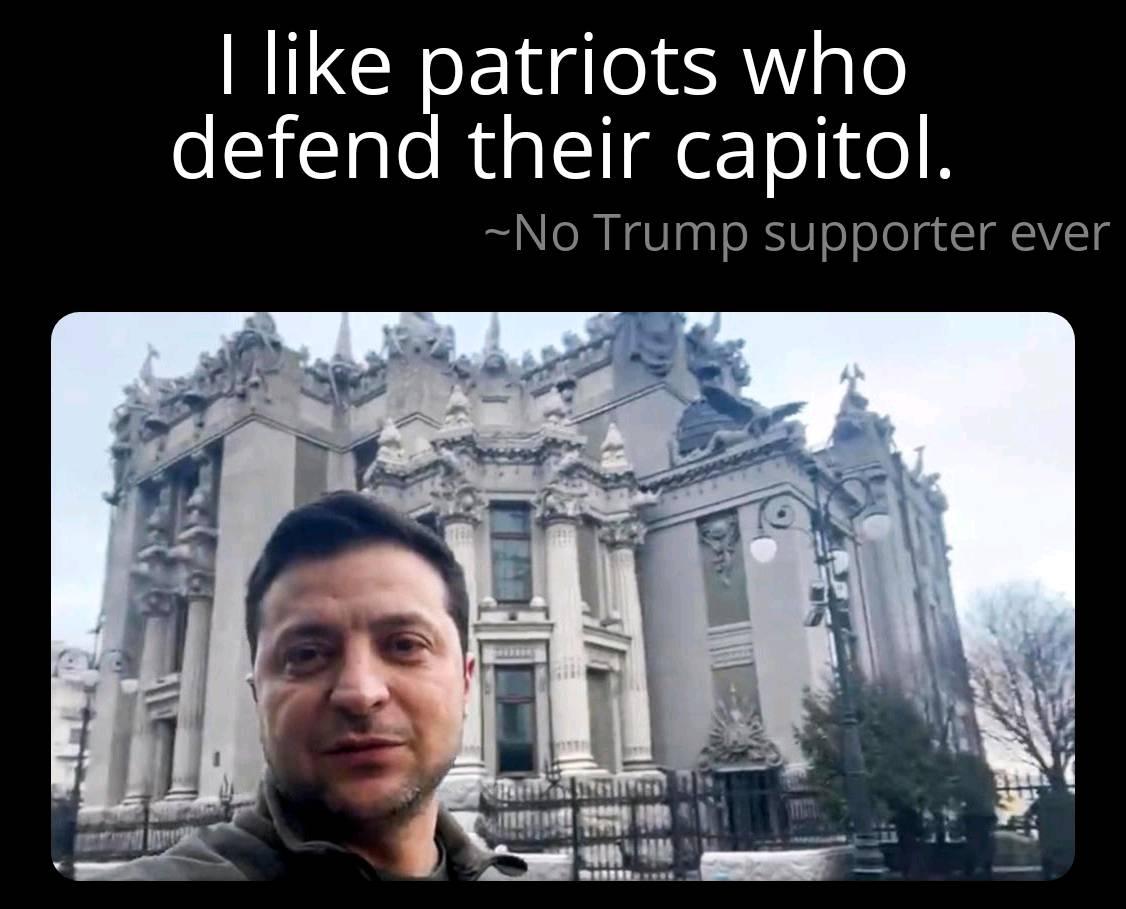 I like patriots who
defend their capitol.
~No Trump supporter ever